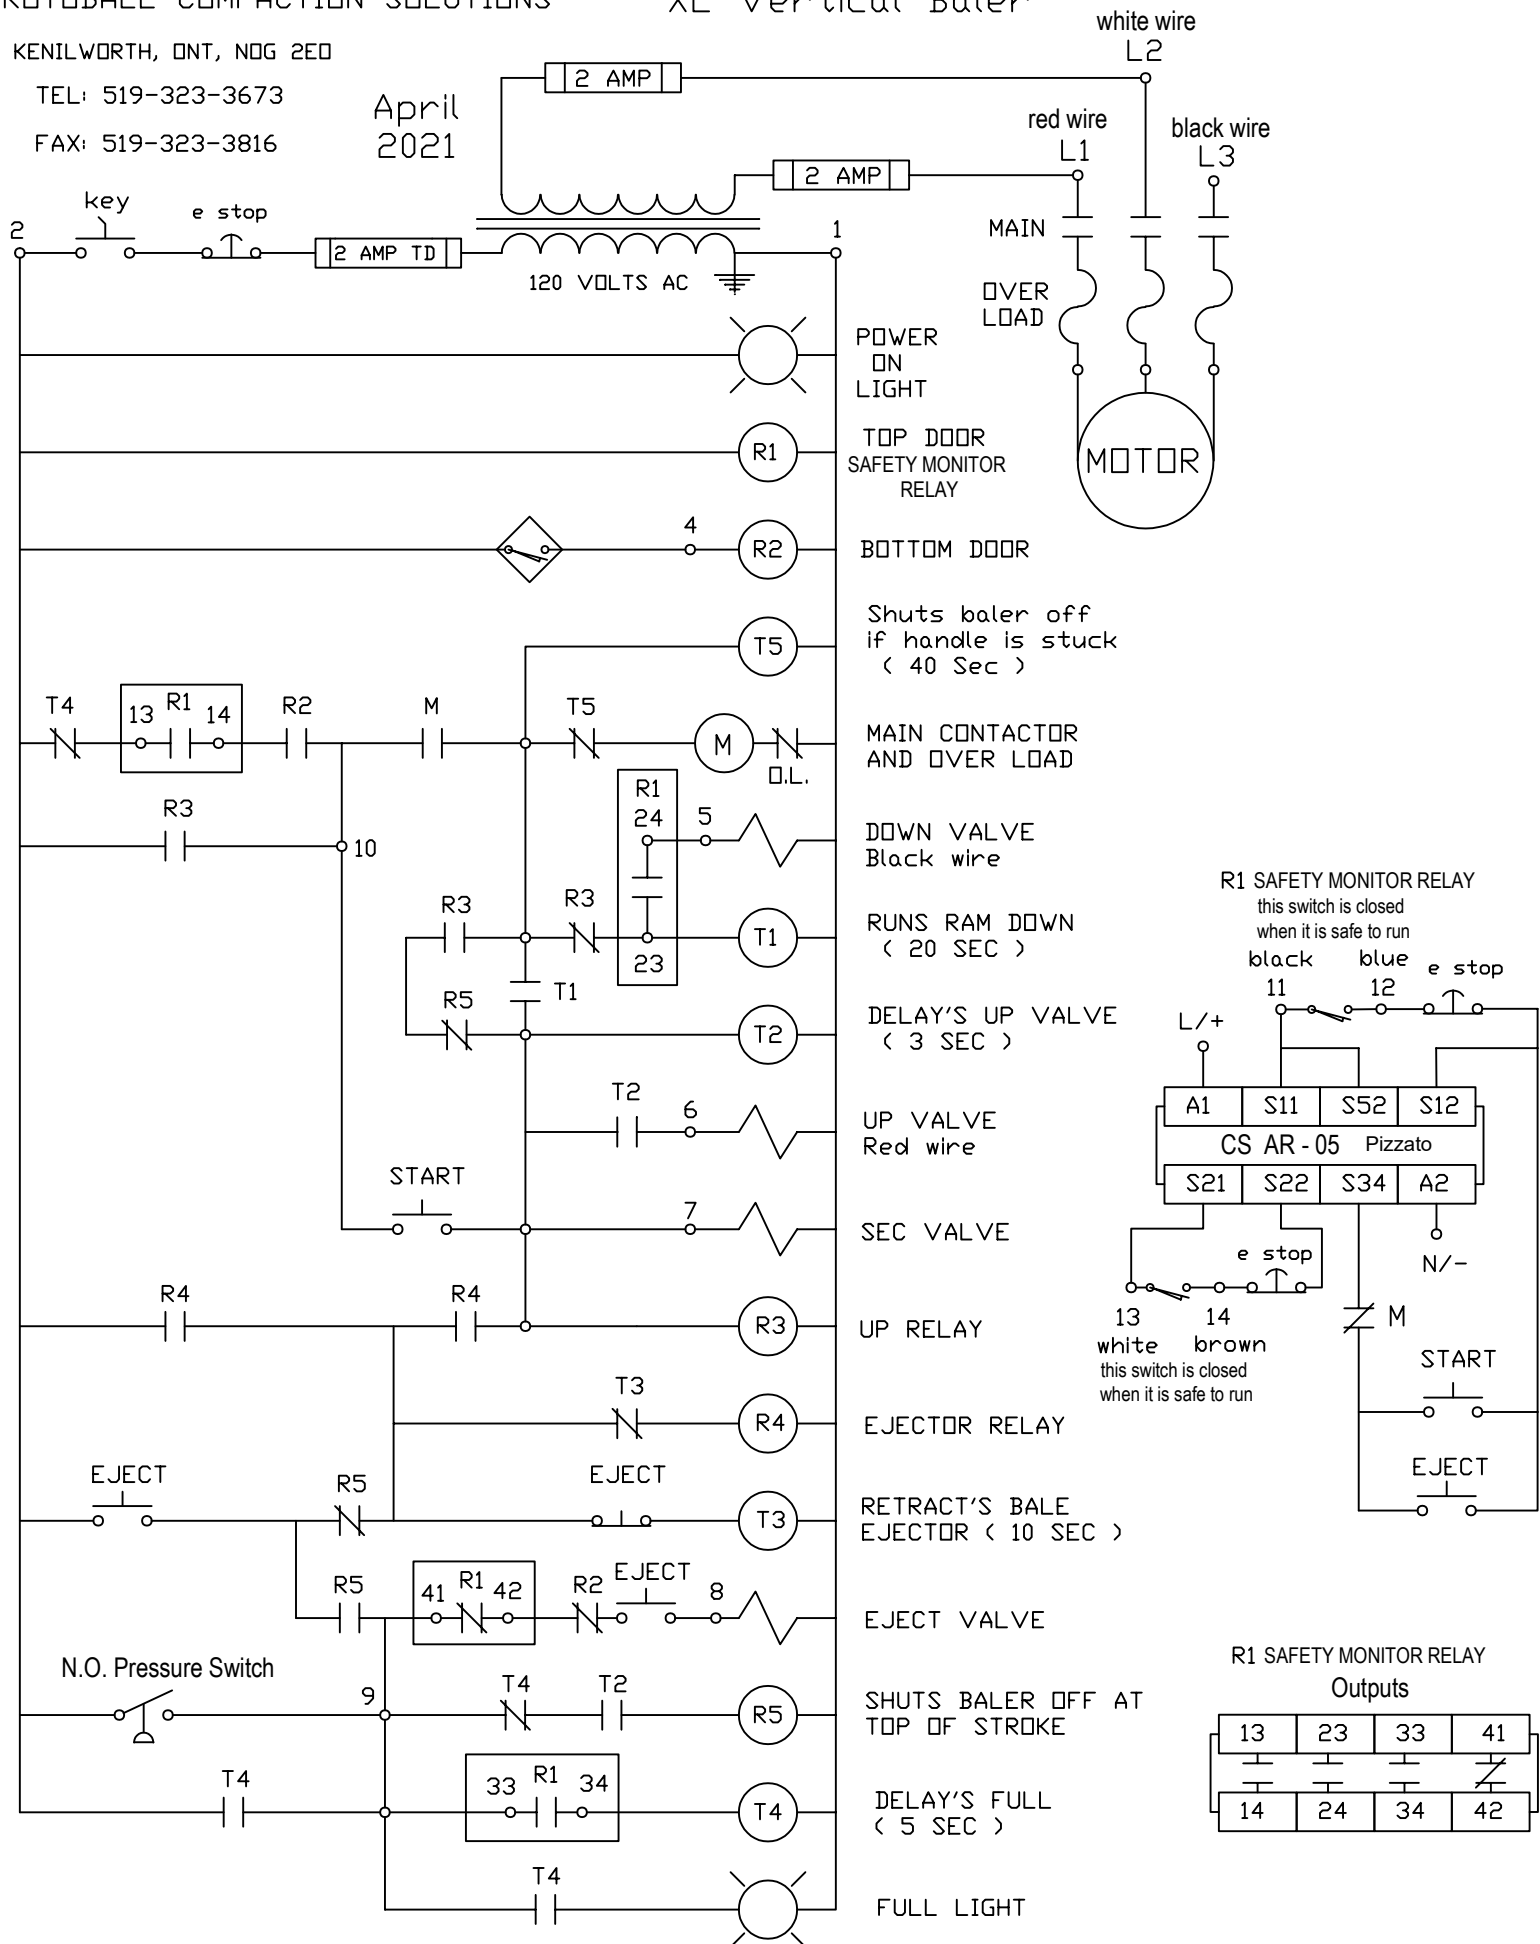 XL Vertical Baler
KENILWORTH, ONT, N0G 2E0
TEL: 519-323-3673
FAX: 519-323-3816
April
2021
2 AMP
white wire
L2
red wire
L1
black wire
L3
2 AMP
2
key
e stop
2 AMP TD
120 VOLTS AC
1
MAIN
OVER
LOAD
MOTOR
POWER
ON
LIGHT
R1
TOP DOOR
SAFETY MONITOR
RELAY
4
R2
BOTTOM DOOR
T5
Shuts baler off
if handle is stuck
( 40 Sec )
T4
13 R1 14
R2
M
T5
M
O.L.
MAIN CONTACTOR
AND OVER LOAD
R3
10
R1
24
5
DOWN VALVE
Black wire
R3
R3
23
T1
RUNS RAM DOWN
( 20 SEC )
T1
R5
T2
DELAY'S UP VALVE
( 3 SEC )
T2
6
UP VALVE
Red wire
START
7
SEC VALVE
R4
R4
R3
UP RELAY
T3
R4
EJECTOR RELAY
EJECT
R5
EJECT
T3
RETRACT'S BALE
EJECTOR ( 10 SEC )
R5
41 R1 42
R2
EJECT
8
EJECT VALVE
N.O. Pressure Switch
9
T4
T2
R5
SHUTS BALER OFF AT
TOP OF STROKE
T4
33 R1 34
T4
DELAY'S FULL
( 5 SEC )
T4
FULL LIGHT
R1 SAFETY MONITOR RELAY
this switch is closed
when it is safe to run
black blue
11 12
e stop
L/+
A1 S11 S52 S12
CS AR - 05 Pizzato
S21 S22 S34 A2
N/-
e stop
13 14
white brown
this switch is closed
when it is safe to run
M
START
EJECT
R1 SAFETY MONITOR RELAY
Outputs
13 23 33 41
14 24 34 42